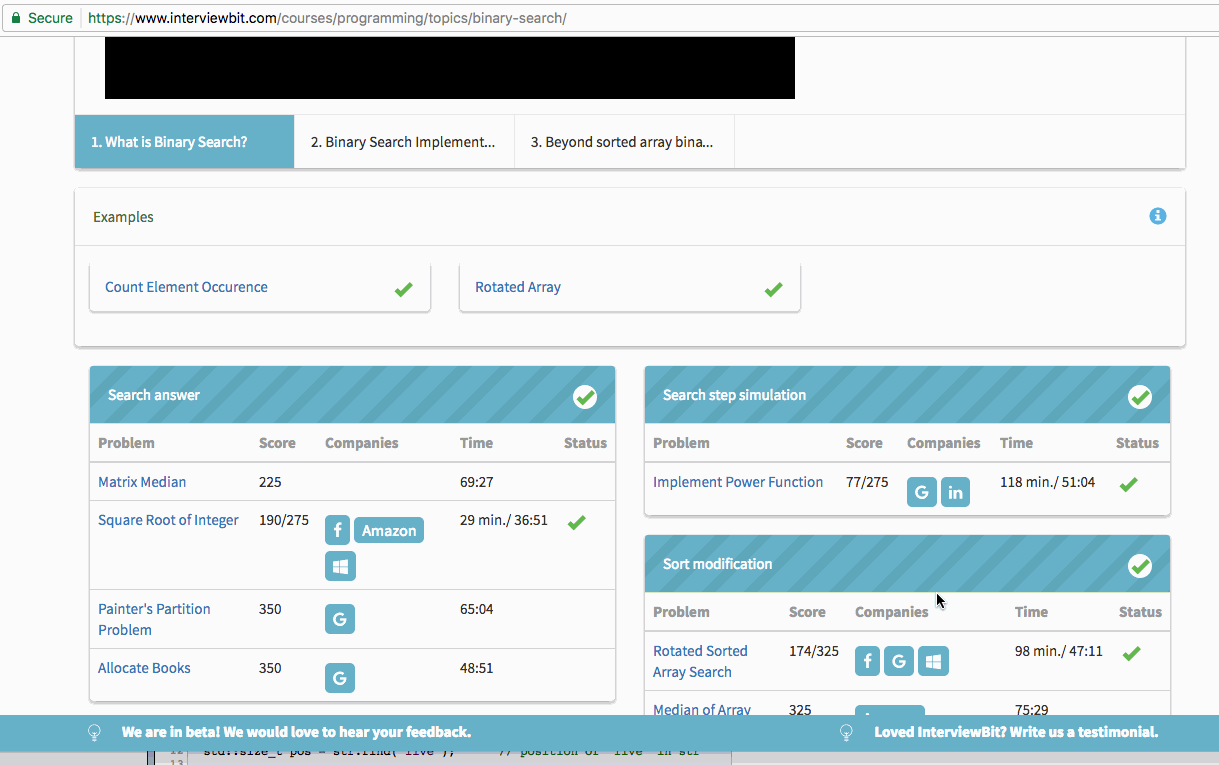 Secure https://www.interviewbit.com/courses/programming/topics/binary-search/
1. What is Binary Search? 2. Binary Search Implement... 3. Beyond sorted array bina...
Examples
Count Element Occurence Rotated Array
Search answer
Problem Score Companies Time Status
Matrix Median 225 69:27
Square Root of Integer 190/275 f Amazon 29 min./ 36:51
Painter's Partition 350 G 65:04
Problem
Allocate Books 350 G 48:51
Search step simulation
Problem Score Companies Time Status
Implement Power Function 77/275 G in 118 min./ 51:04
Sort modification
Problem Score Companies Time Status
Rotated Sorted 174/325 f G 98 min./ 47:11
Array Search
Median of Array 325 75:29
We are in beta! We would love to hear your feedback. Loved InterviewBit? Write us a testimonial.
12 std::size_t pos = str.find("live"); // position of "live" in str
13